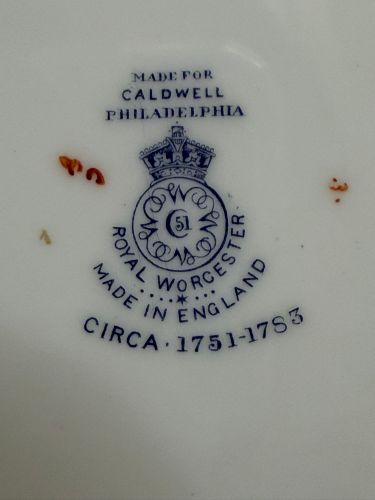 MADE FOR
CALDWELL
PHILADELPHIA
C 51
ROYAL WORCESTER
MADE IN ENGLAND
CIRCA · 1751-1783